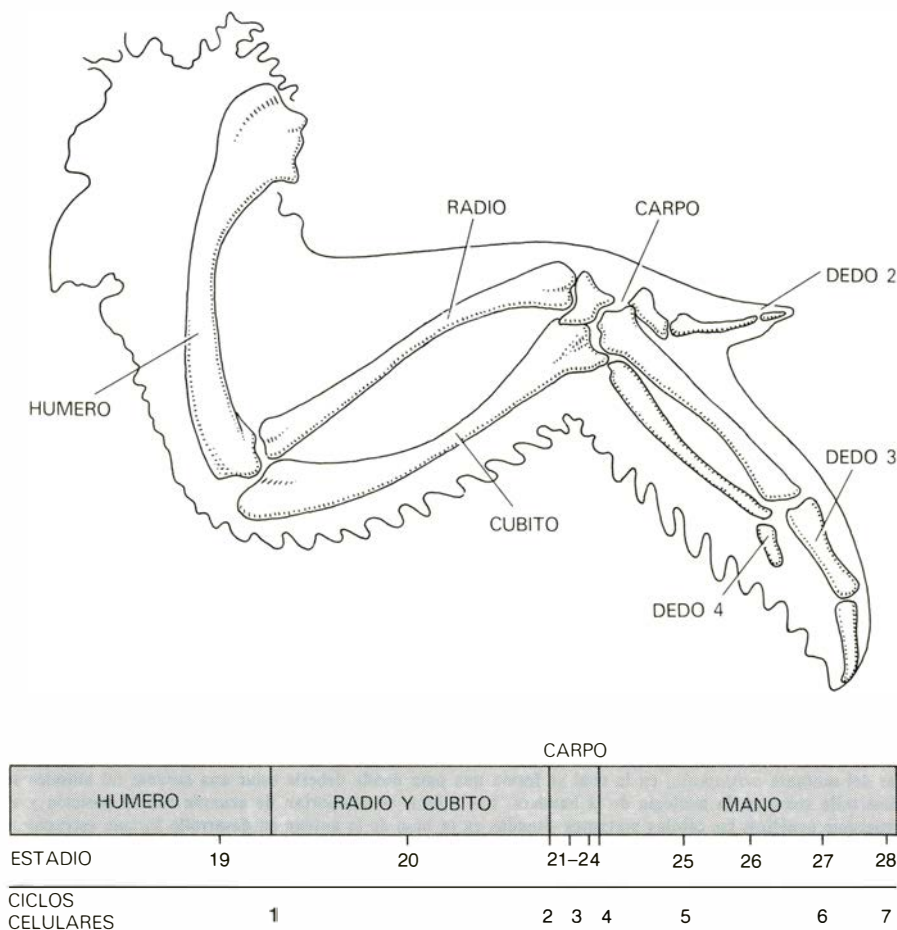 RADIO
CARPO
DEDO 2
HUMERO
DEDO 3
CUBITO
DEDO 4
CARPO
HUMERO RADIO Y CUBITO MANO
ESTADIO 19 20 21–24 25 26 27 28
CICLOS
CELULARES 1 2 3 4 5 6 7